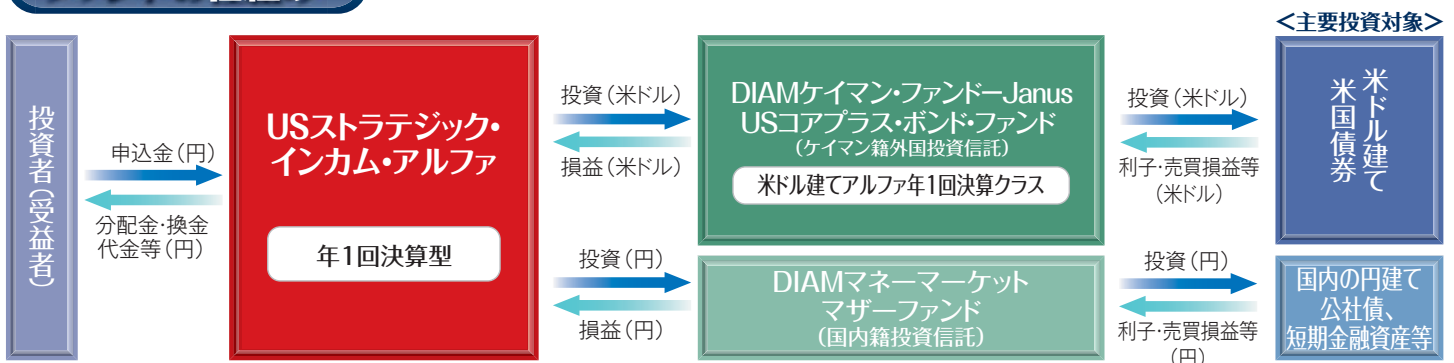 <主要投資対象>
投資者(受益者)
申込金(円)
分配金・換金
代金等(円)
USストラテジック・
インカム・アルファ
年1回決算型
投資(米ドル)
損益(米ドル)
投資(円)
損益(円)
DIAMケイマン・ファンドーJanus
USコアプラス・ボンド・ファンド
(ケイマン籍外国投資信託)
米ドル建てアルファ年1回決算クラス
DIAMマネーマーケット
マザーファンド
(国内籍投資信託)
投資(米ドル)
利子・売買損益等
(米ドル)
投資(円)
利子・売買損益等
(円)
米ドル建て
米国債券
国内の円建て
公社債、
短期金融資産等